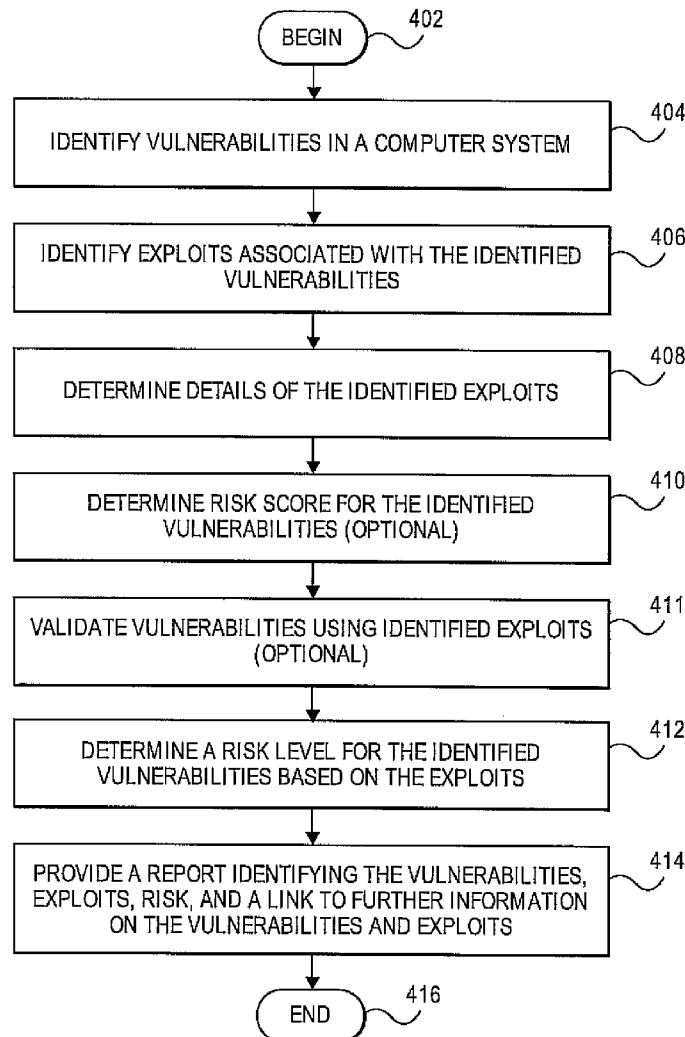 BEGIN
402
404
IDENTIFY VULNERABILITIES IN A COMPUTER SYSTEM
406
IDENTIFY EXPLOITS ASSOCIATED WITH THE IDENTIFIED
VULNERABILITIES
408
DETERMINE DETAILS OF THE IDENTIFIED EXPLOITS
410
DETERMINE RISK SCORE FOR THE IDENTIFIED
VULNERABILITIES (OPTIONAL)
411
VALIDATE VULNERABILITIES USING IDENTIFIED EXPLOITS
(OPTIONAL)
412
DETERMINE A RISK LEVEL FOR THE IDENTIFIED
VULNERABILITIES BASED ON THE EXPLOITS
414
PROVIDE A REPORT IDENTIFYING THE VULNERABILITIES,
EXPLOITS, RISK, AND A LINK TO FURTHER INFORMATION
ON THE VULNERABILITIES AND EXPLOITS
416
END